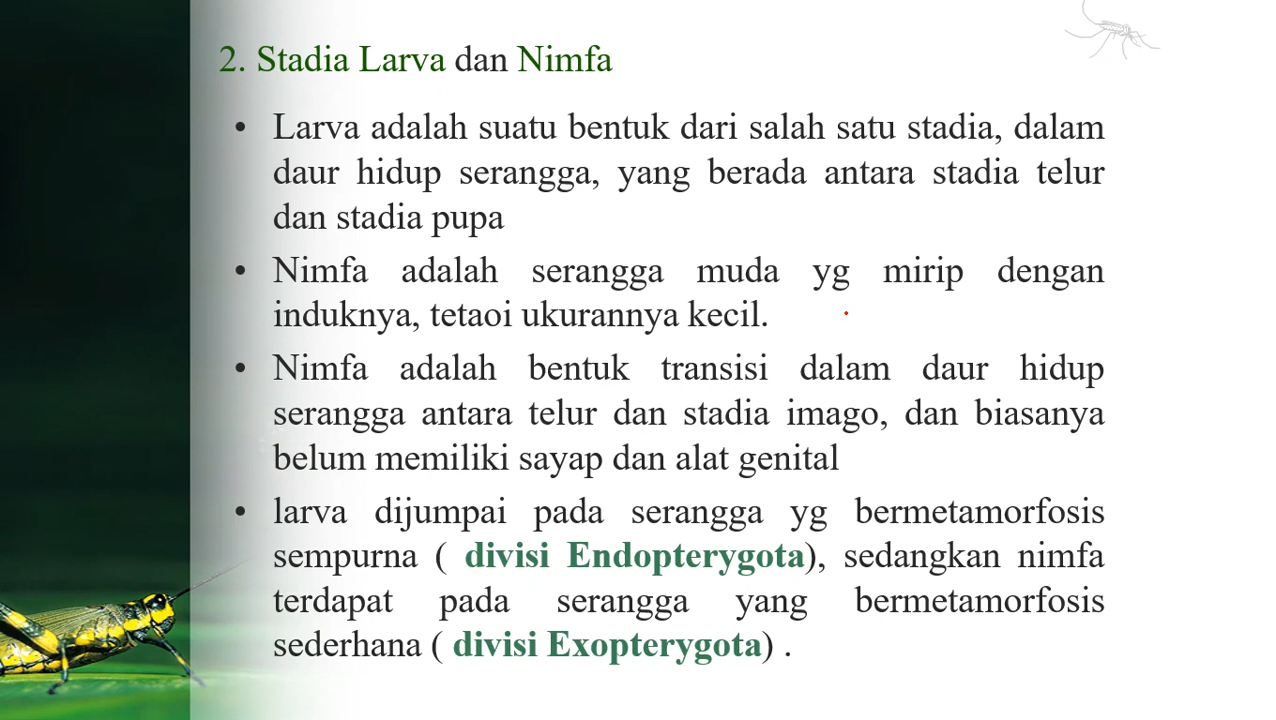 2. Stadia Larva dan Nimfa
• Larva adalah suatu bentuk dari salah satu stadia, dalam
daur hidup serangga, yang berada antara stadia telur
dan stadia pupa
• Nimfa adalah serangga muda yg mirip dengan
induknya, tetaoi ukurannya kecil.
• Nimfa adalah bentuk transisi dalam daur hidup
serangga antara telur dan stadia imago, dan biasanya
belum memiliki sayap dan alat genital
• larva dijumpai pada serangga yg bermetamorfosis
sempurna ( divisi Endopterygota), sedangkan nimfa
terdapat pada serangga yang bermetamorfosis
sederhana ( divisi Exopterygota) .